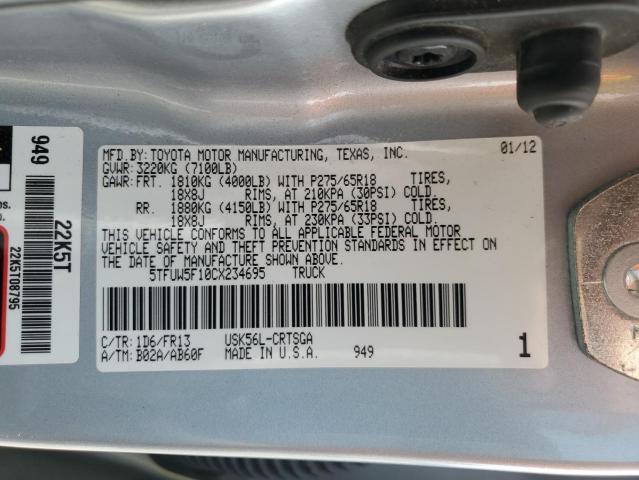 MFD.BY: TOYOTA MOTOR MANUFACTURING, TEXAS, INC. 01/12
GVWR: 3220KG (7100LB)
GAWR: FRT. 1810KG (4000LB) WITH P275/65R18 TIRES,
18X8J RIMS, AT 210KPA (30PSI) COLD.
RR. 1880KG (4150LB) WITH P275/65R18 TIRES,
18X8J RIMS, AT 230KPA (33PSI) COLD.
THIS VEHICLE CONFORMS TO ALL APPLICABLE FEDERAL MOTOR
VEHICLE SAFETY AND THEFT PREVENTION STANDARDS IN EFFECT ON
THE DATE OF MANUFACTURE SHOWN ABOVE.
5TFUW5F10CX234695 TRUCK
C/TR: 1D6/FR13 USK56L-CRTSGA
A/TM: B02A/AB60F MADE IN U.S.A. 949 1
949
22K5T
22K5T08795